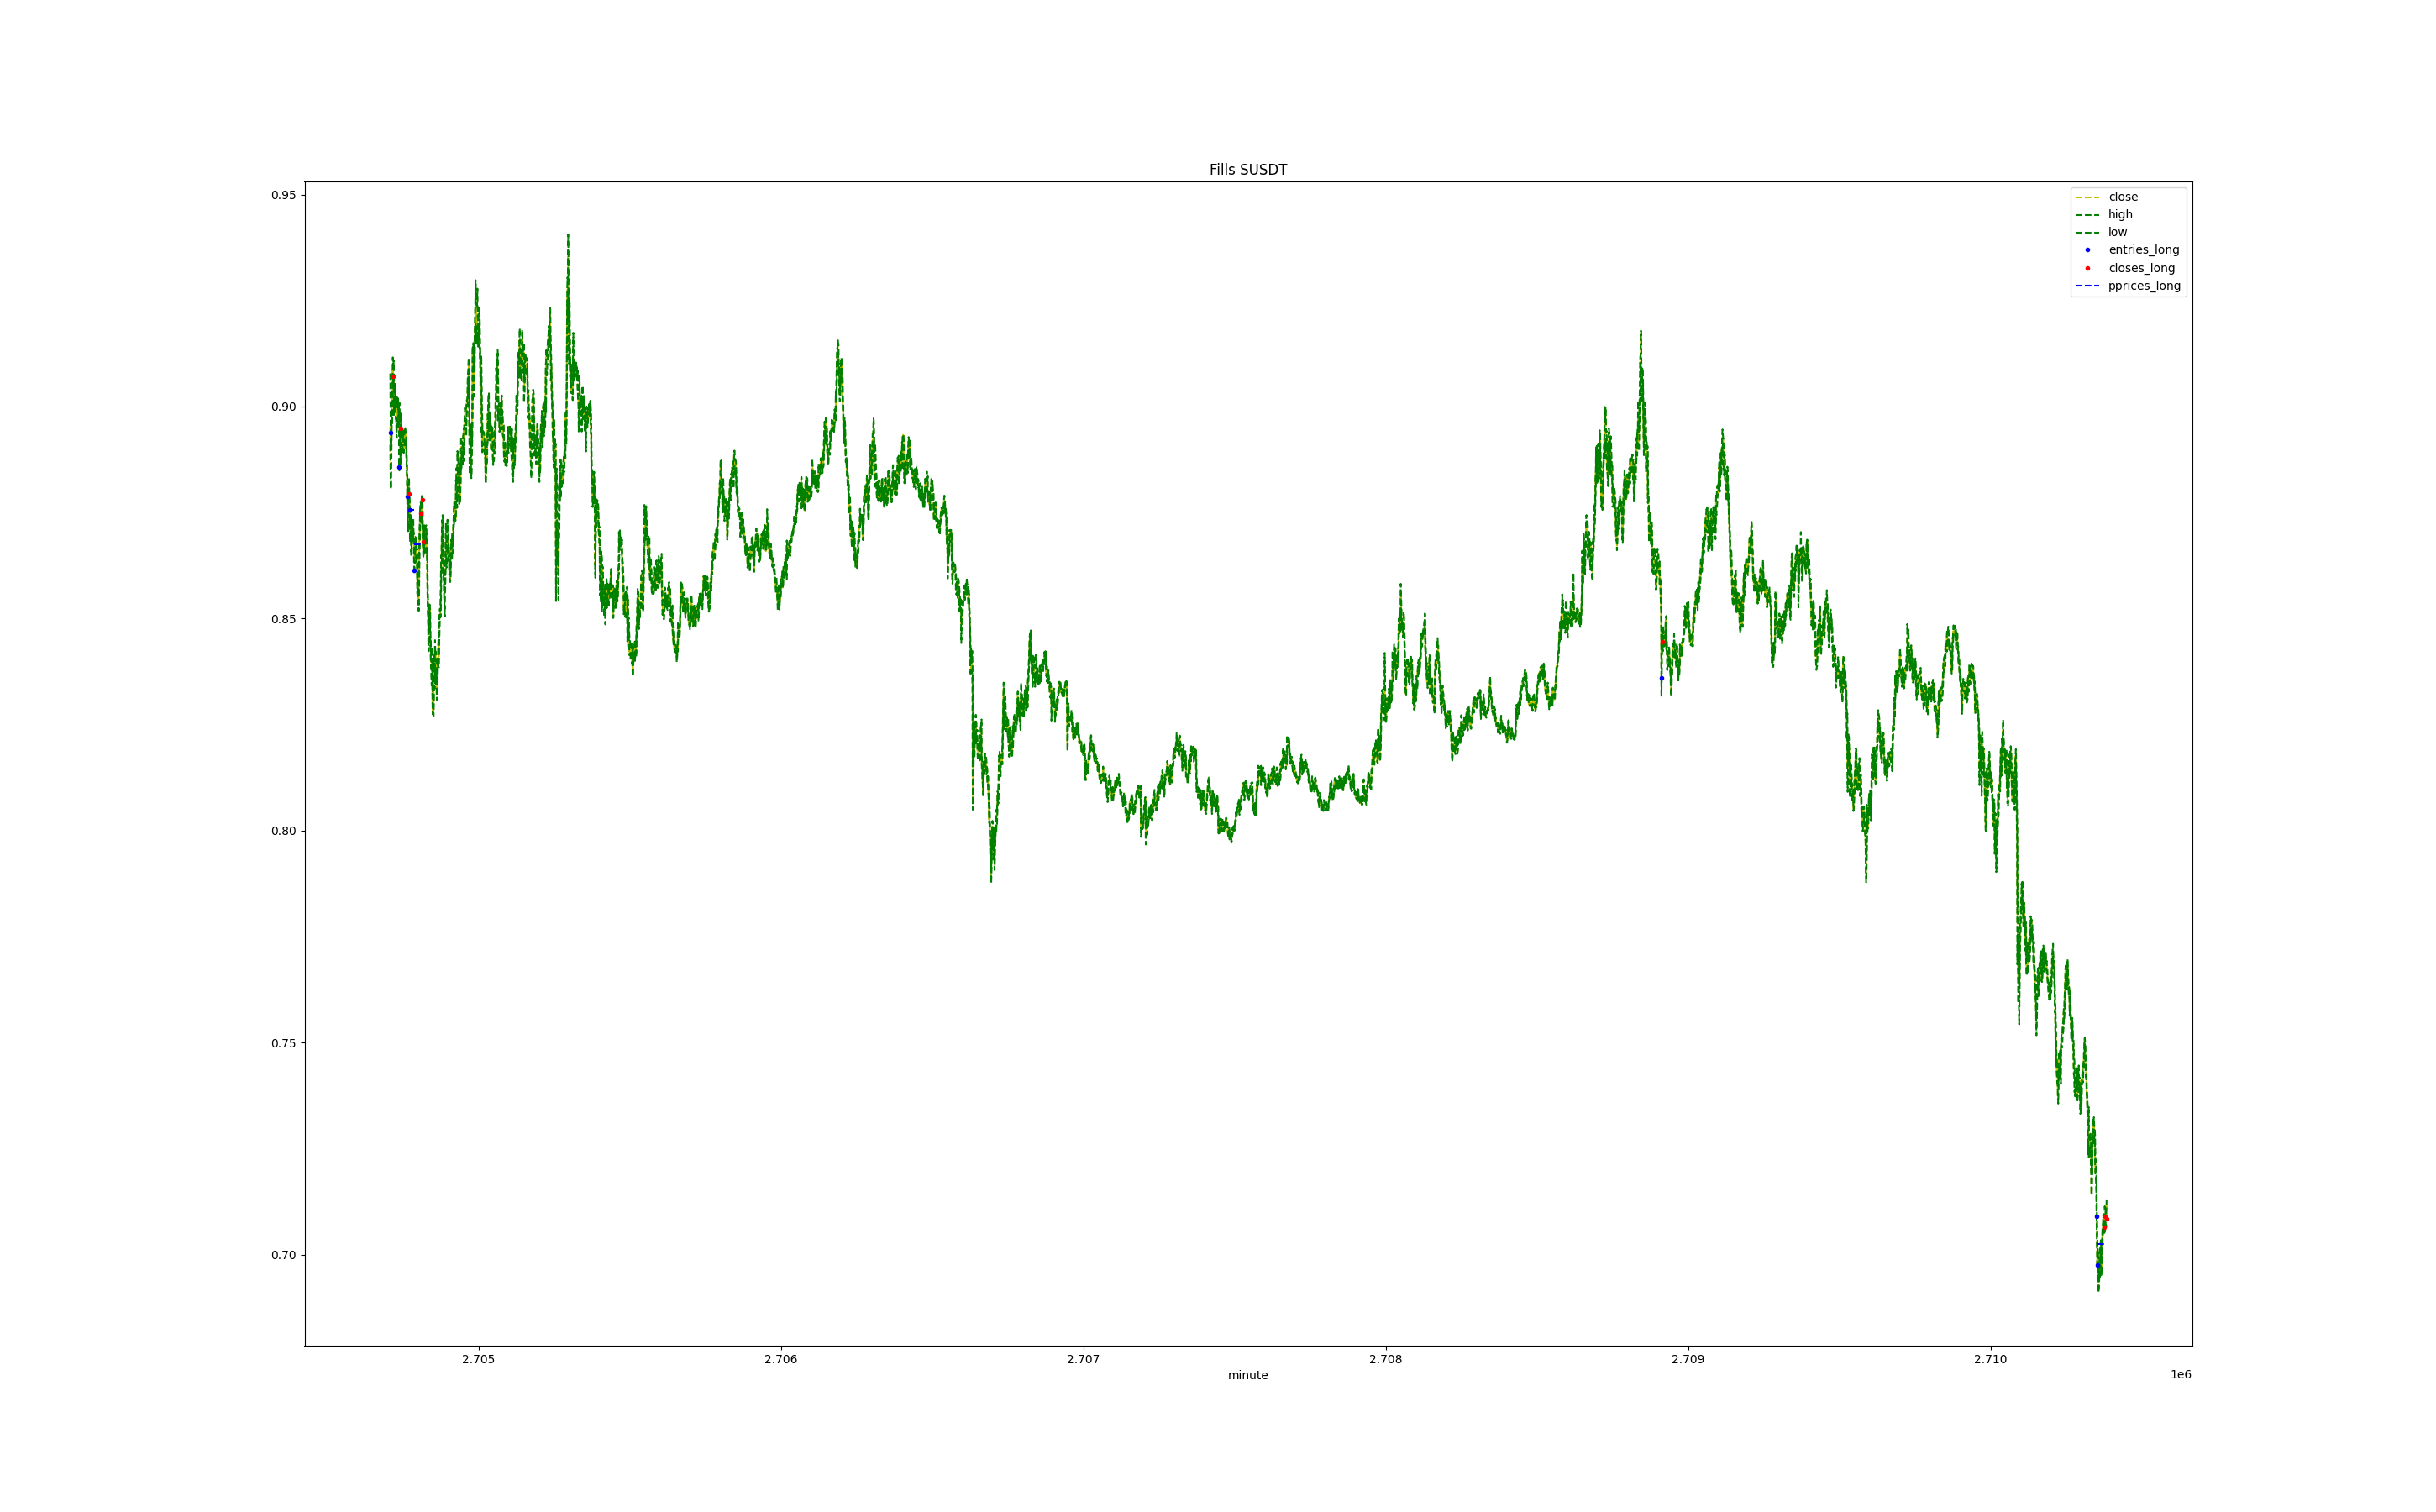 Fills SUSDT
close
high
low
entries_long
closes_long
pprices_long
0.95
0.90
0.85
0.80
0.75
0.70
2.705
2.706
2.707
2.708
2.709
2.710
minute
1e6